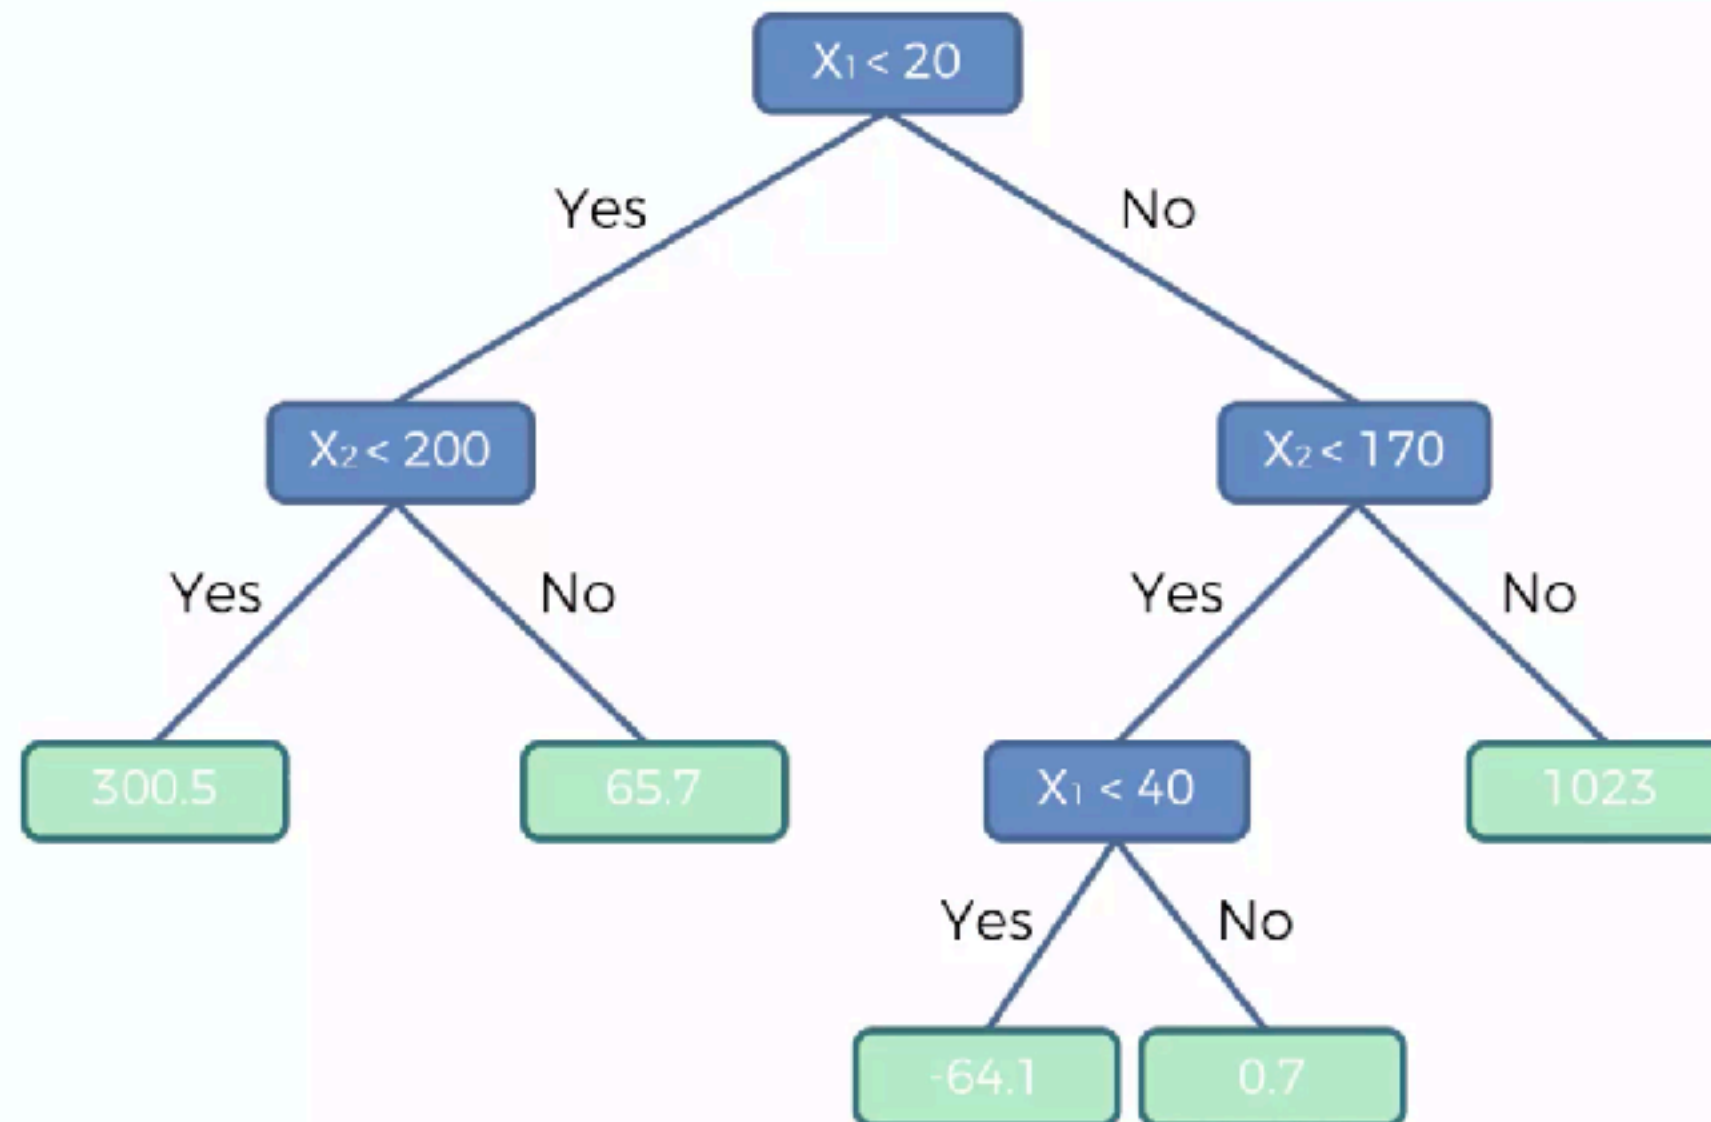 X₁ < 20
Yes
No
X₂ < 200
X₂ < 170
Yes
No
Yes
No
300.5
65.7
X₁ < 40
1023
Yes
No
-64.1
0.7